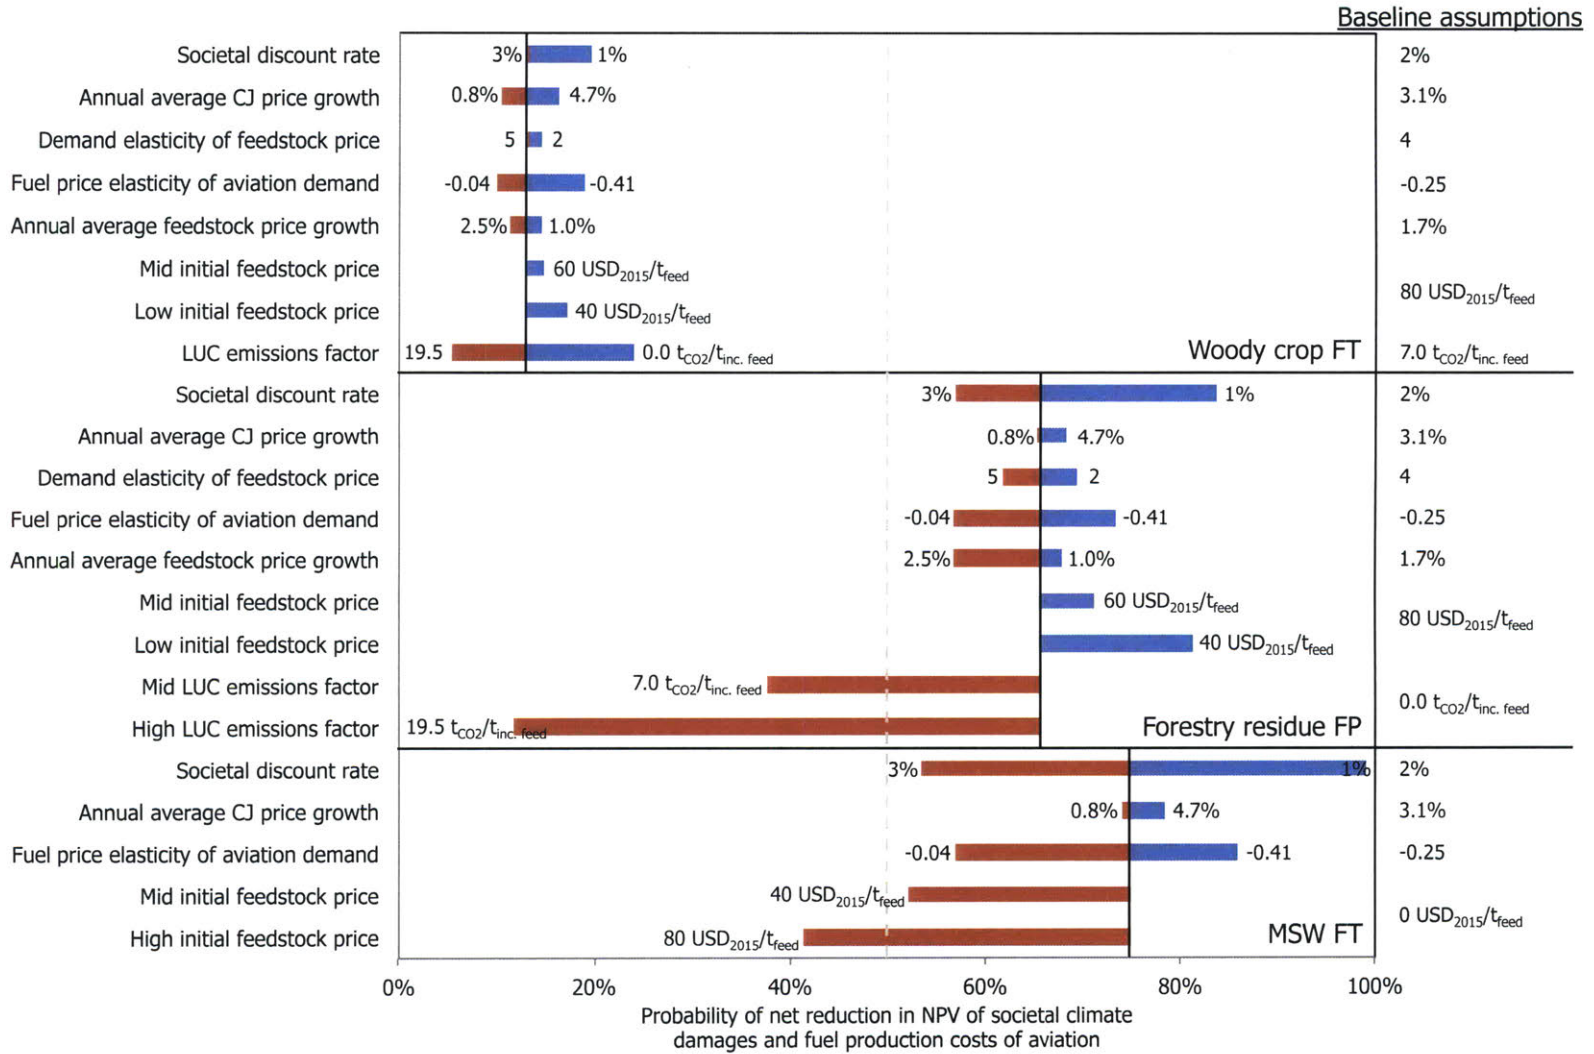 Baseline assumptions
Societal discount rate 3% 1% 2%
Annual average CJ price growth 0.8% 4.7% 3.1%
Demand elasticity of feedstock price 5 2 4
Fuel price elasticity of aviation demand -0.04 -0.41 -0.25
Annual average feedstock price growth 2.5% 1.0% 1.7%
Mid initial feedstock price 60 USD2015/tfeed
80 USD2015/tfeed
Low initial feedstock price 40 USD2015/tfeed
LUC emissions factor 19.5 0.0 tCO2/tinc. feed Woody crop FT 7.0 tCO2/tinc. feed
Societal discount rate 3% 1% 2%
Annual average CJ price growth 0.8% 4.7% 3.1%
Demand elasticity of feedstock price 5 2 4
Fuel price elasticity of aviation demand -0.04 -0.41 -0.25
Annual average feedstock price growth 2.5% 1.0% 1.7%
Mid initial feedstock price 60 USD2015/tfeed
80 USD2015/tfeed
Low initial feedstock price 40 USD2015/tfeed
Mid LUC emissions factor 7.0 tCO2/tinc. feed
0.0 tCO2/tinc. feed
High LUC emissions factor 19.5 tCO2/tinc. feed Forestry residue FP
Societal discount rate 3% 1% 2%
Annual average CJ price growth 0.8% 4.7% 3.1%
Fuel price elasticity of aviation demand -0.04 -0.41 -0.25
Mid initial feedstock price 40 USD2015/tfeed
0 USD2015/tfeed
High initial feedstock price 80 USD2015/tfeed MSW FT
0% 20% 40% 60% 80% 100%
Probability of net reduction in NPV of societal climate
damages and fuel production costs of aviation